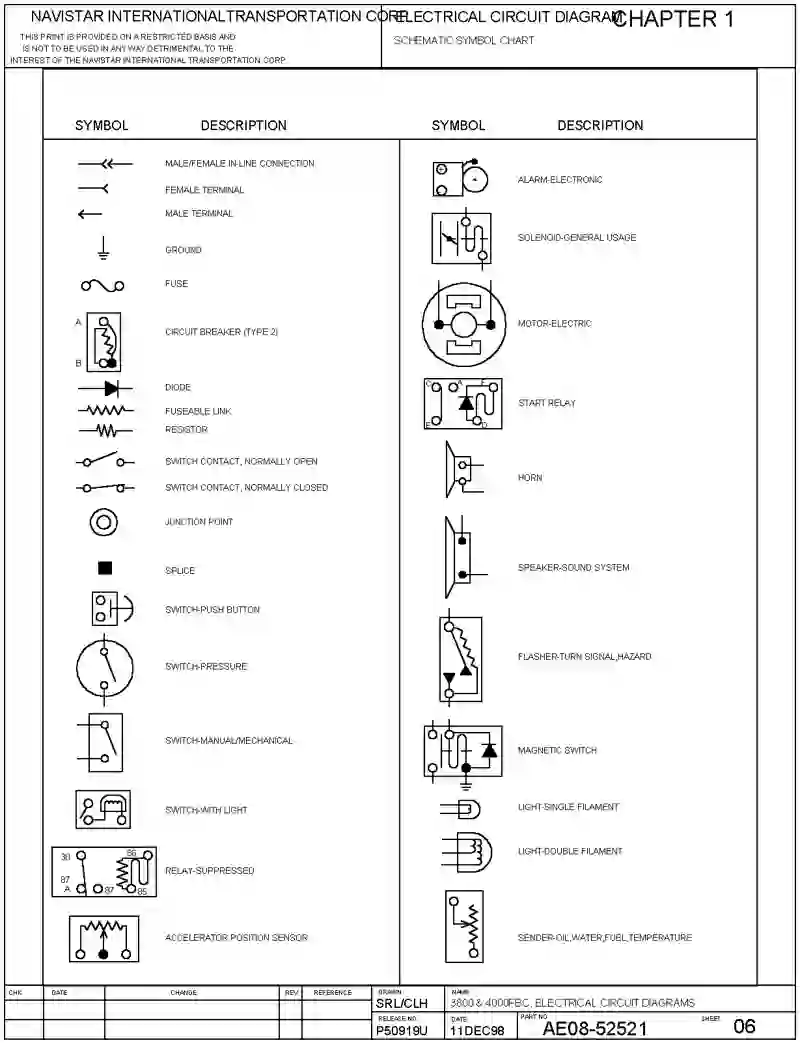 NAVISTAR INTERNATIONAL TRANSPORTATION CORP.
THIS PRINT IS PROVIDED ON A RESTRICTED BASIS AND
IS NOT TO BE USED IN ANY WAY DETRIMENTAL TO THE
INTEREST OF THE NAVISTAR INTERNATIONAL TRANSPORTATION CORP.
ELECTRICAL CIRCUIT DIAGRAM
CHAPTER 1
SCHEMATIC SYMBOL CHART
SYMBOL DESCRIPTION
MALE/FEMALE IN-LINE CONNECTION
FEMALE TERMINAL
MALE TERMINAL
GROUND
FUSE
A
B
CIRCUIT BREAKER (TYPE 2)
DIODE
FUSEABLE LINK
RESISTOR
SWITCH CONTACT, NORMALLY OPEN
SWITCH CONTACT, NORMALLY CLOSED
JUNCTION POINT
SPLICE
SWITCH-PUSH BUTTON
SWITCH-PRESSURE
SWITCH-MANUAL/MECHANICAL
SWITCH-WITH LIGHT
30 86
87
A 87 85
RELAY-SUPPRESSED
ACCELERATOR POSITION SENSOR
SYMBOL DESCRIPTION
ALARM-ELECTRONIC
SOLENOID-GENERAL USAGE
MOTOR-ELECTRIC
C A F
E D
START RELAY
HORN
SPEAKER-SOUND SYSTEM
FLASHER-TURN SIGNAL,HAZARD
MAGNETIC SWITCH
LIGHT-SINGLE FILAMENT
LIGHT-DOUBLE FILAMENT
SENDER-OIL,WATER,FUEL,TEMPERATURE
CHK DATE CHANGE REV REFERENCE
DRAWN
SRL/CLH
NAME
3800 & 4000FBC, ELECTRICAL CIRCUIT DIAGRAMS
RELEASE NO.
P50919U
DATE
11DEC98
PART NO.
AE08-52521
SHEET
06